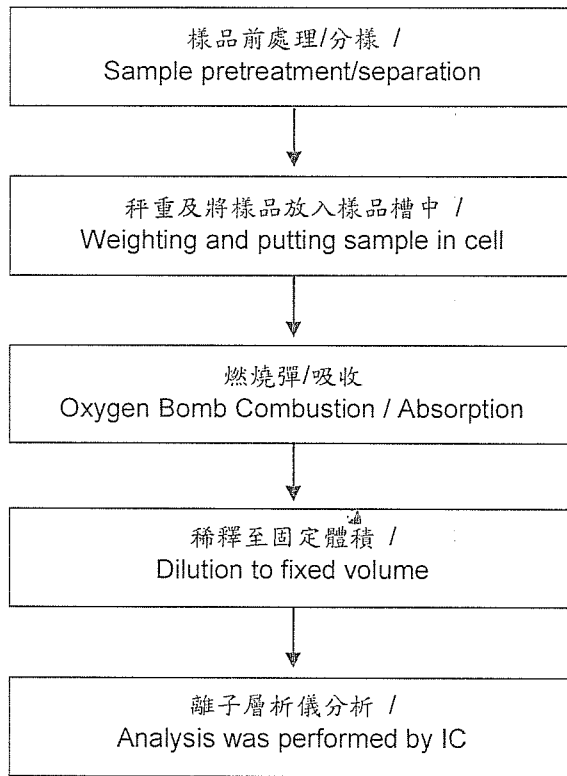 樣品前處理/分樣 /
Sample pretreatment/separation
秤重及將樣品放入樣品槽中 /
Weighting and putting sample in cell
燃燒彈/吸收
Oxygen Bomb Combustion / Absorption
稀釋至固定體積 /
Dilution to fixed volume
離子層析儀分析 /
Analysis was performed by IC